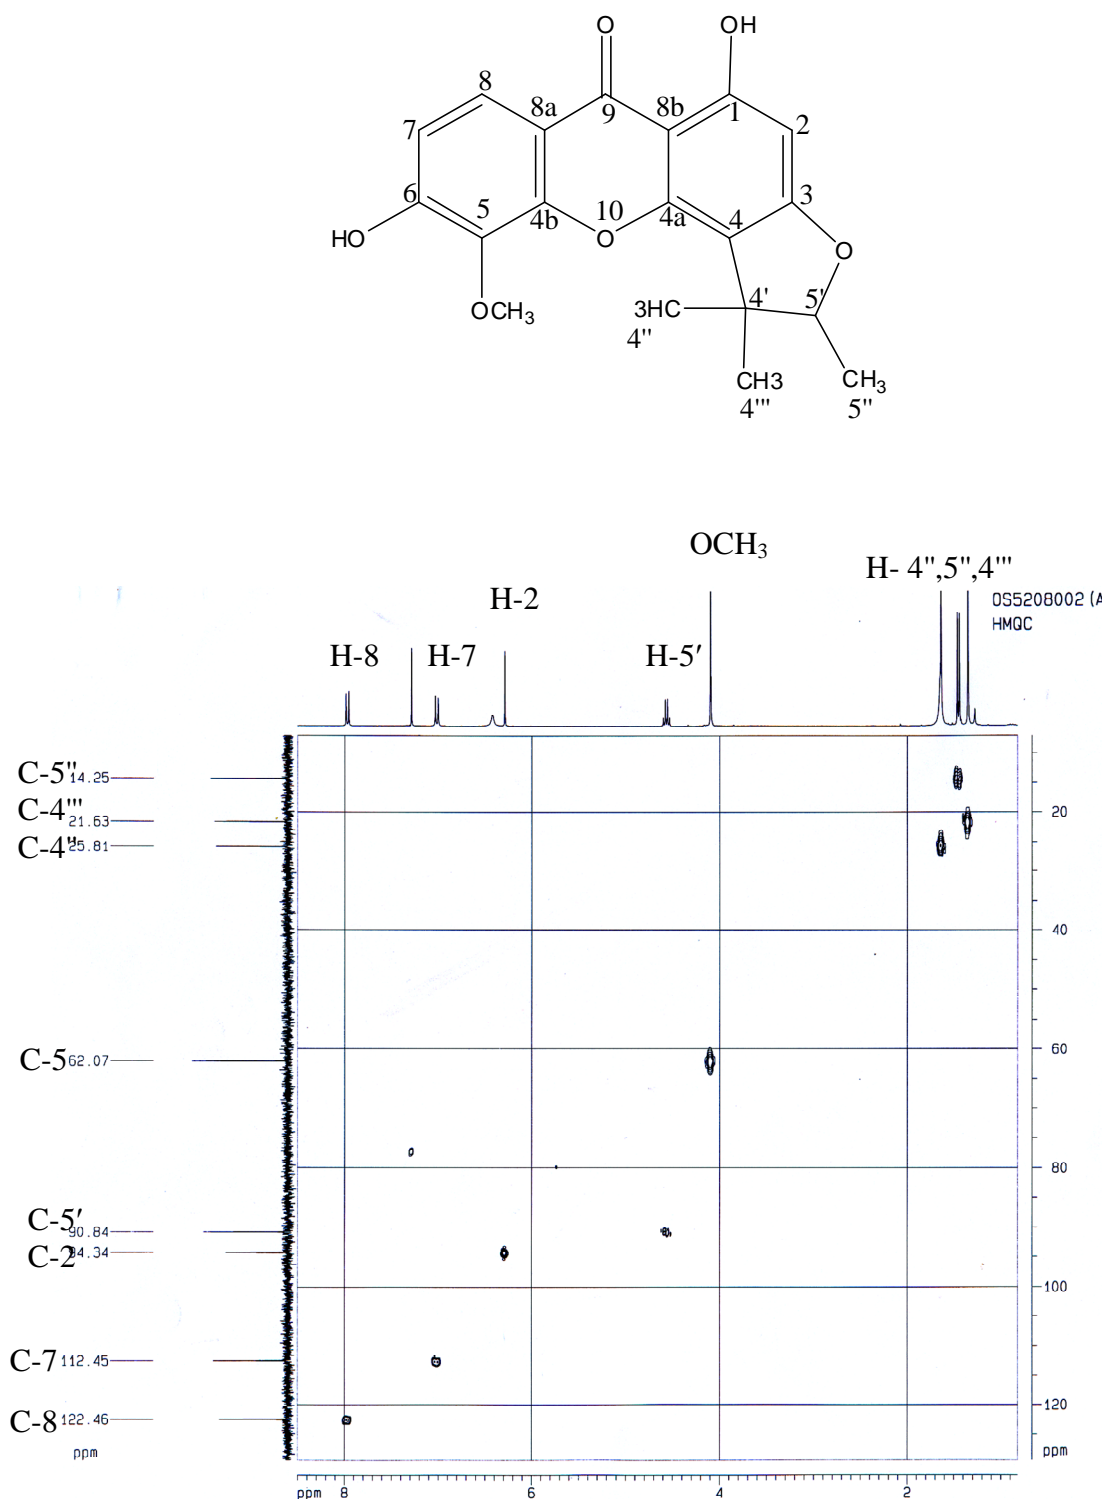 O
OH
8
8a
9
8b
1
2
7
6
5
4b
10
4a
4
3
HO
O
O
OCH3
3HC
4'
5'
4"
CH3
CH3
4'''
5"
OCH3
H- 4",5",4'''
H-2
OS5208002 (A
HMQC
H-8
H-7
H-5'
C-5" 14.25
C-4''' 21.63
20
C-4" 25.81
40
C-5 62.07
60
80
C-5' 90.84
C-2 94.34
100
C-7 112.45
120
C-8 122.46
ppm
ppm
ppm 8 6 4 2